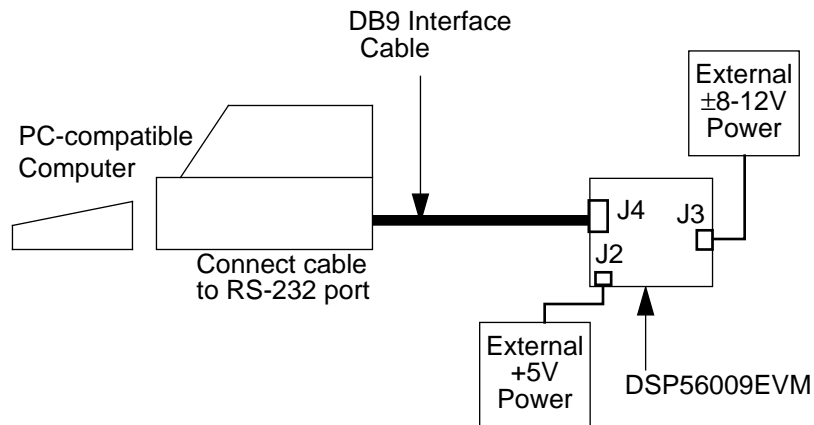 DB9 Interface
Cable
External
±8-12V
Power
PC-compatible
Computer
J4
J3
J2
Connect cable
to RS-232 port
External
+5V
Power
DSP56009EVM